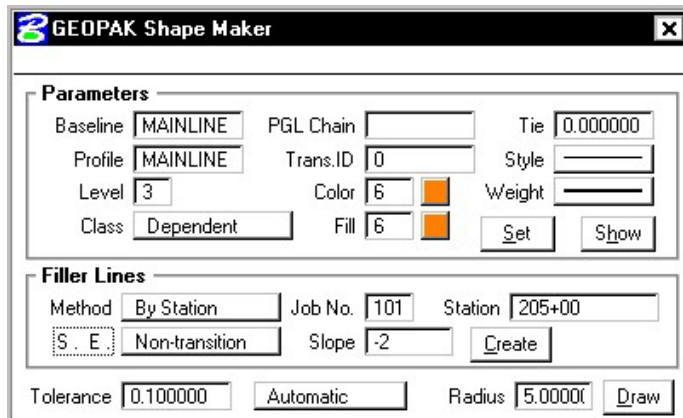 GEOPAK Shape Maker
Parameters
Baseline MAINLINE PGL Chain Tie 0.000000
Profile MAINLINE Trans.ID 0 Style
Level 3 Color 6 Weight
Class Dependent Fill 6 Set Show
Filler Lines
Method By Station Job No. 101 Station 205+00
S. E. Non-transition Slope -2 Create
Tolerance 0.100000 Automatic Radius 5.0000 Draw